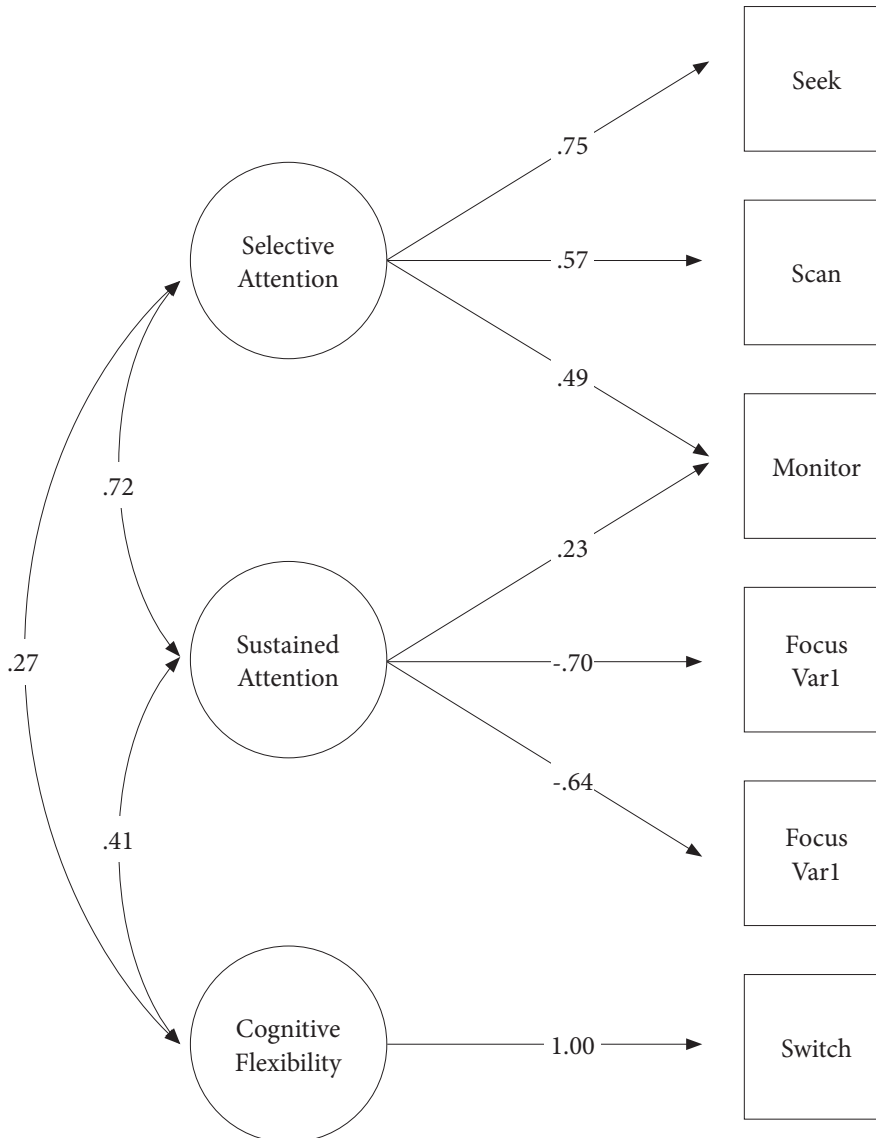 Seek
.75
Selective
Attention
.57
Scan
.49
Monitor
.72
.23
Sustained
Attention
.27
-.70
Focus
Var1
-.64
Focus
Var1
.41
Cognitive
Flexibility
1.00
Switch